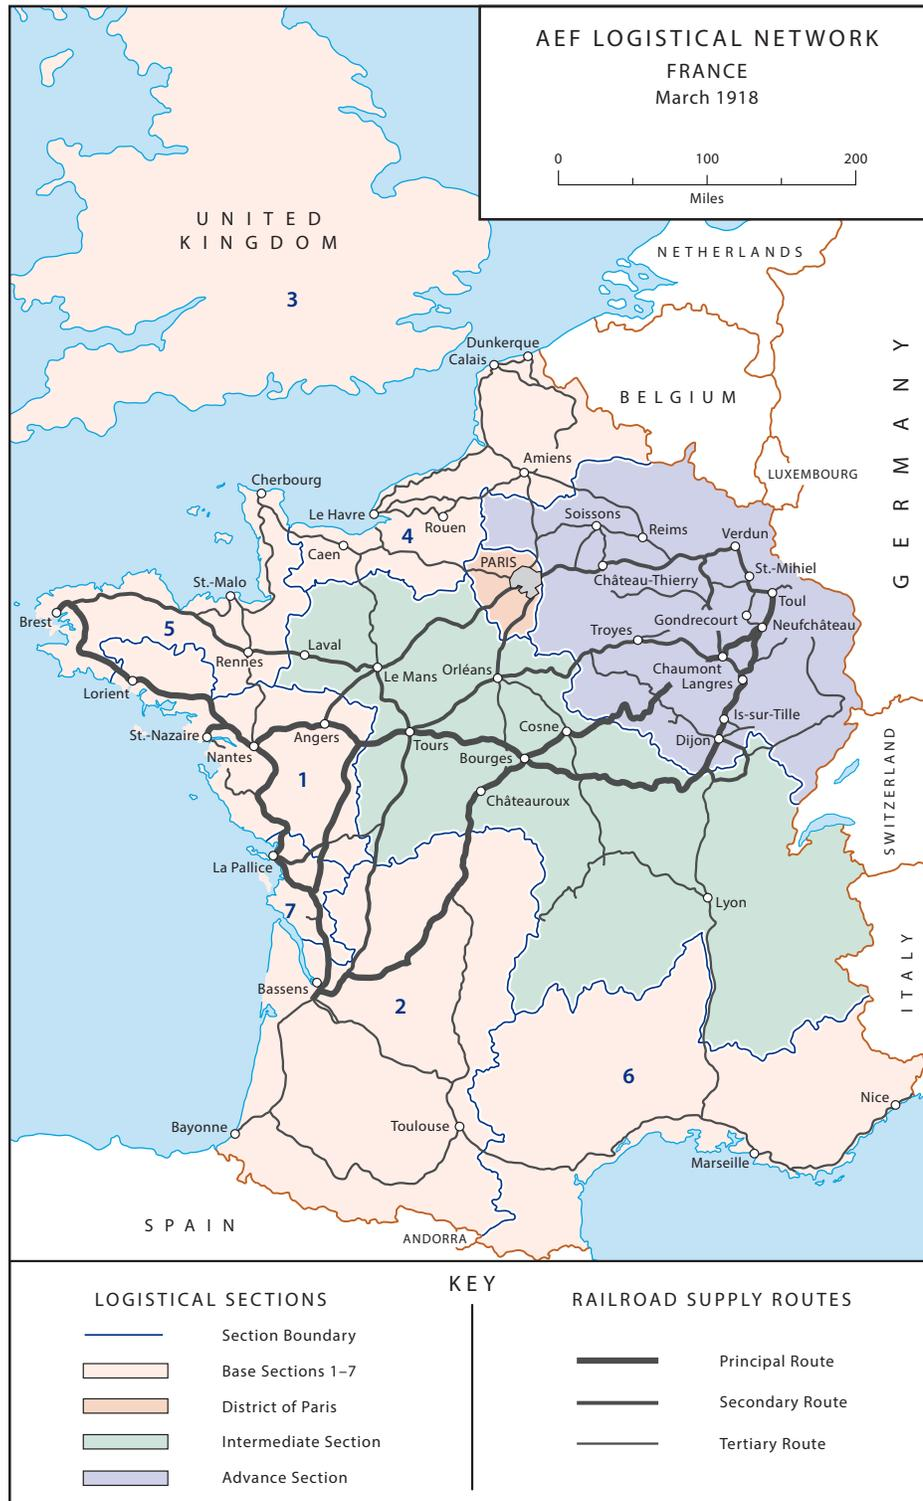 AEF LOGISTICAL NETWORK
FRANCE
March 1918
0 100 200
Miles
UNITED
KINGDOM
3
NETHERLANDS
Dunkerque
Calais
BELGIUM
GERMANY
LUXEMBOURG
Amiens
Cherbourg
Le Havre
Rouen
4
Caen
Soissons
Reims
Verdun
PARIS
Château-Thierry
St.-Mihiel
Toul
St.-Malo
Brest
5
Gondrecourt
Neufchâteau
Troyes
Rennes
Laval
Le Mans
Orléans
Chaumont
Langres
Lorient
St.-Nazaire
Nantes
Angers
Tours
Cosne
Is-sur-Tille
Dijon
Bourges
1
Châteauroux
SWITZERLAND
La Pallice
7
Lyon
ITALY
Bassens
2
6
Nice
Bayonne
Toulouse
Marseille
SPAIN
ANDORRA
KEY
LOGISTICAL SECTIONS
Section Boundary
Base Sections 1–7
District of Paris
Intermediate Section
Advance Section
RAILROAD SUPPLY ROUTES
Principal Route
Secondary Route
Tertiary Route